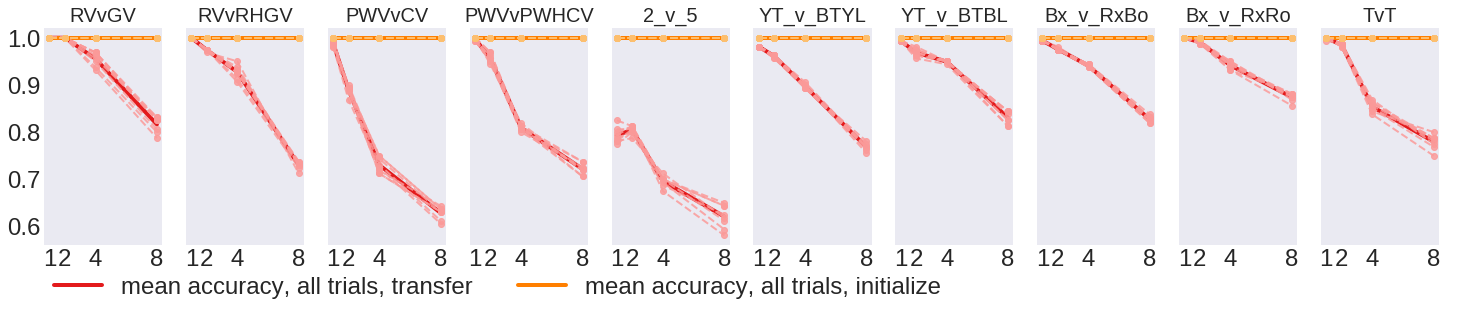 RVvGV RVvRHGV PWVvCV PWVvPWHCV 2_v_5 YT_v_BTYL YT_v_BTBL Bx_v_RxBo Bx_v_RxRo TvT
1.0
0.9
0.8
0.7
0.6
12 4 8 12 4 8 12 4 8 12 4 8 12 4 8 12 4 8 12 4 8 12 4 8 12 4 8 12 4 8
mean accuracy, all trials, transfer mean accuracy, all trials, initialize